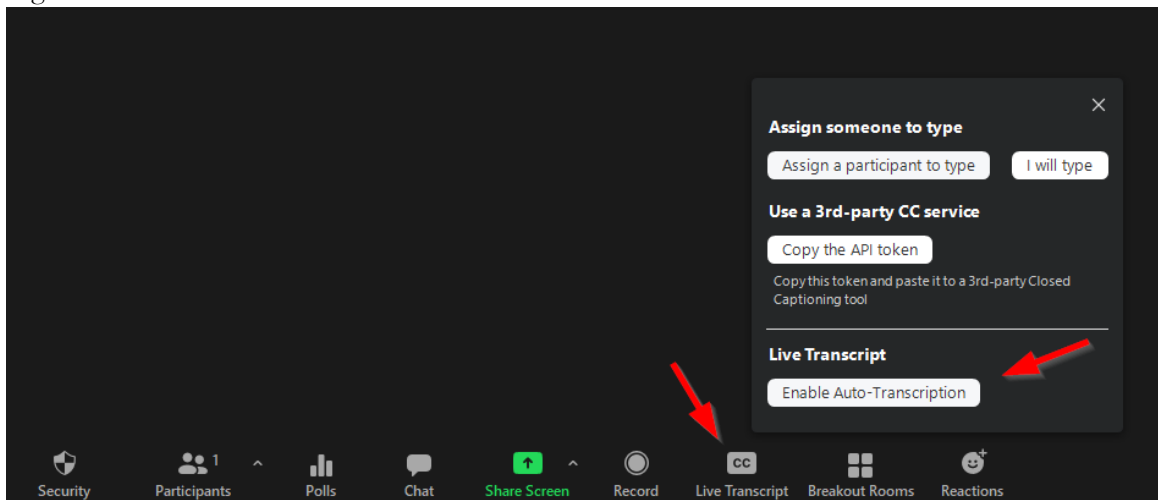 Assign someone to type
Assign a participant to type I will type
Use a 3rd-party CC service
Copy the API token
Copy this token and paste it to a 3rd-party Closed
Captioning tool
Live Transcript
Enable Auto-Transcription
1
CC
Security Participants Polls Chat Share Screen Record Live Transcript Breakout Rooms Reactions